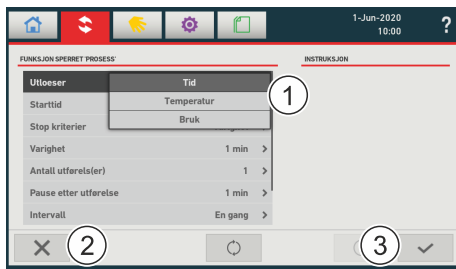 1-Jun-2020
10:00
?
FUNKSJON SPERRET 'PROSESS'
INSTRUKSJON
Utloeser
Tid
Temperatur
Bruk
1
Starttid
Stop kriterier
Varighet 1 min >
Antall utførels(er) 1 >
Pause etter utførelse 1 min >
Intervall En gang >
2
3